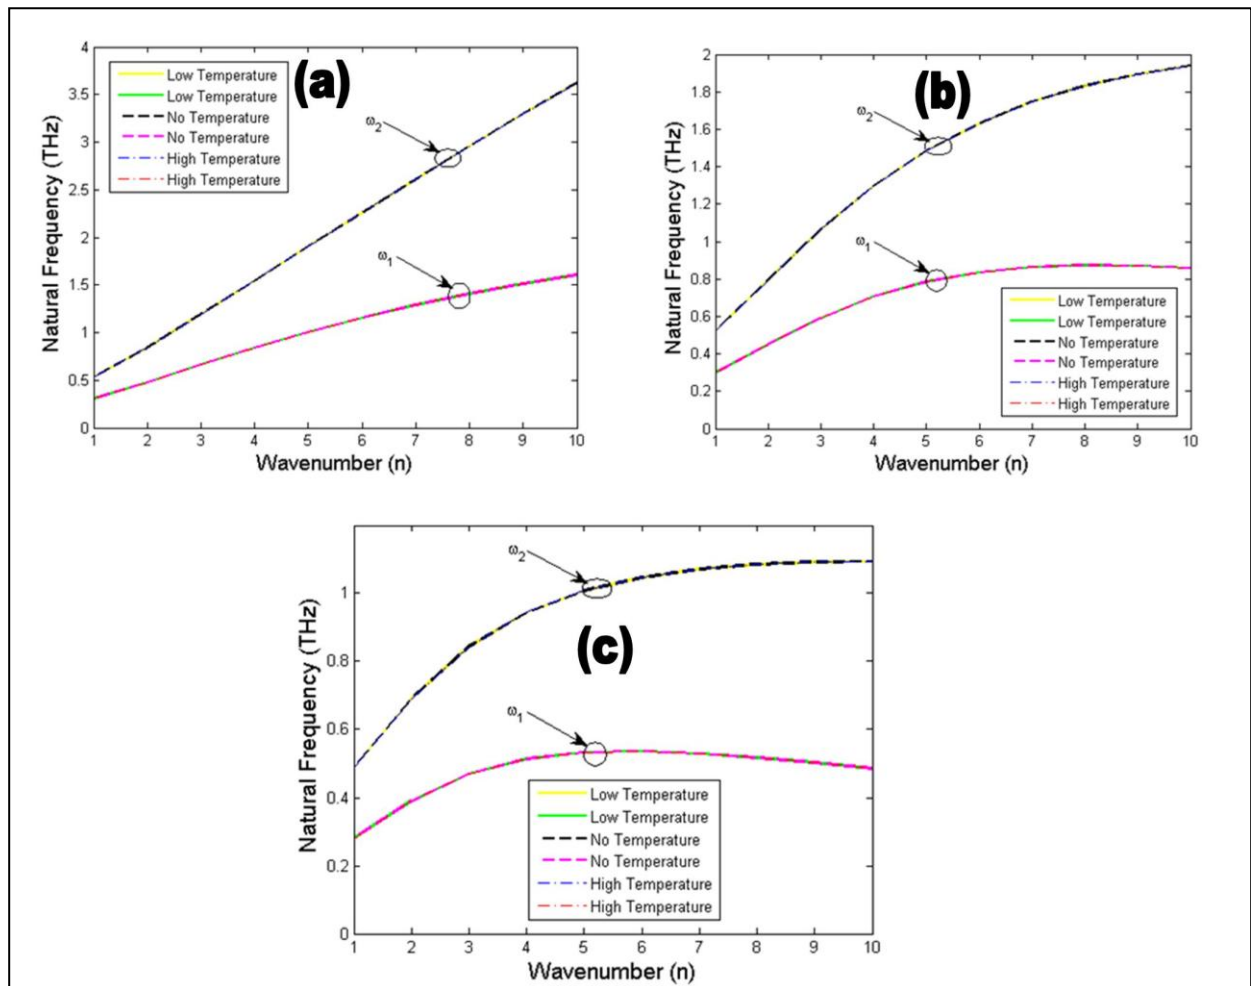 (a)
4
3.5
3
2.5
2
1.5
1
0.5
0
Natural Frequency (THz)
Low Temperature
Low Temperature
No Temperature
No Temperature
High Temperature
High Temperature
ω2
ω1
1 2 3 4 5 6 7 8 9 10
Wavenumber (n)
(b)
2
1.8
1.6
1.4
1.2
1
0.8
0.6
0.4
0.2
0
Natural Frequency (THz)
ω2
ω1
Low Temperature
Low Temperature
No Temperature
No Temperature
High Temperature
High Temperature
1 2 3 4 5 6 7 8 9 10
Wavenumber (n)
(c)
1
0.8
0.6
0.4
0.2
0
Natural Frequency (THz)
ω2
ω1
Low Temperature
Low Temperature
No Temperature
No Temperature
High Temperature
High Temperature
1 2 3 4 5 6 7 8 9 10
Wavenumber (n)